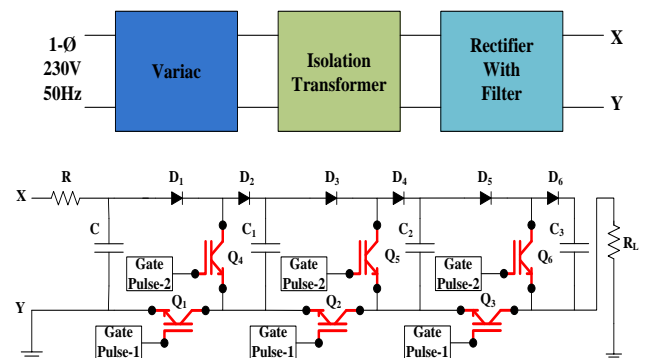 1-Ø
230V
50Hz
Variac
Isolation
Transformer
Rectifier
With
Filter
X
Y
X
R
D₁
D₂
D₃
D₄
D₅
D₆
C
C₁
C₂
C₃
R_L
Q₄
Q₅
Q₆
Gate
Pulse-2
Gate
Pulse-2
Gate
Pulse-2
Y
Q₁
Q₂
Q₃
Gate
Pulse-1
Gate
Pulse-1
Gate
Pulse-1